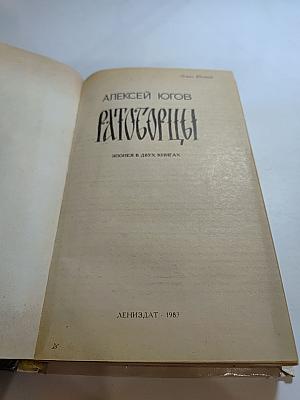 АЛЕКСЕЙ ЮГОВ
РАТОБОРЦЫ
ЭПОПЕЯ В ДВУХ КНИГАХ
ЛЕНИЗДАТ · 1983